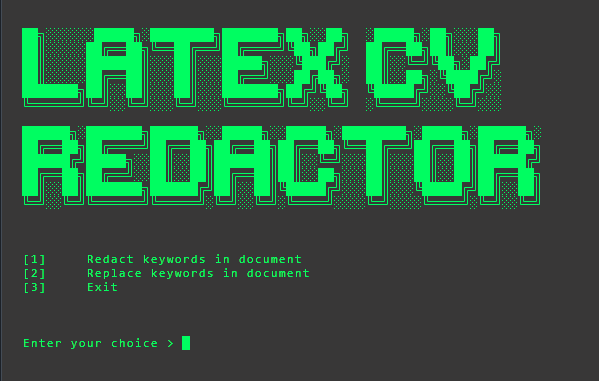 LATEX CV
REDACTOR
[1] Redact keywords in document
[2] Replace keywords in document
[3] Exit
Enter your choice >